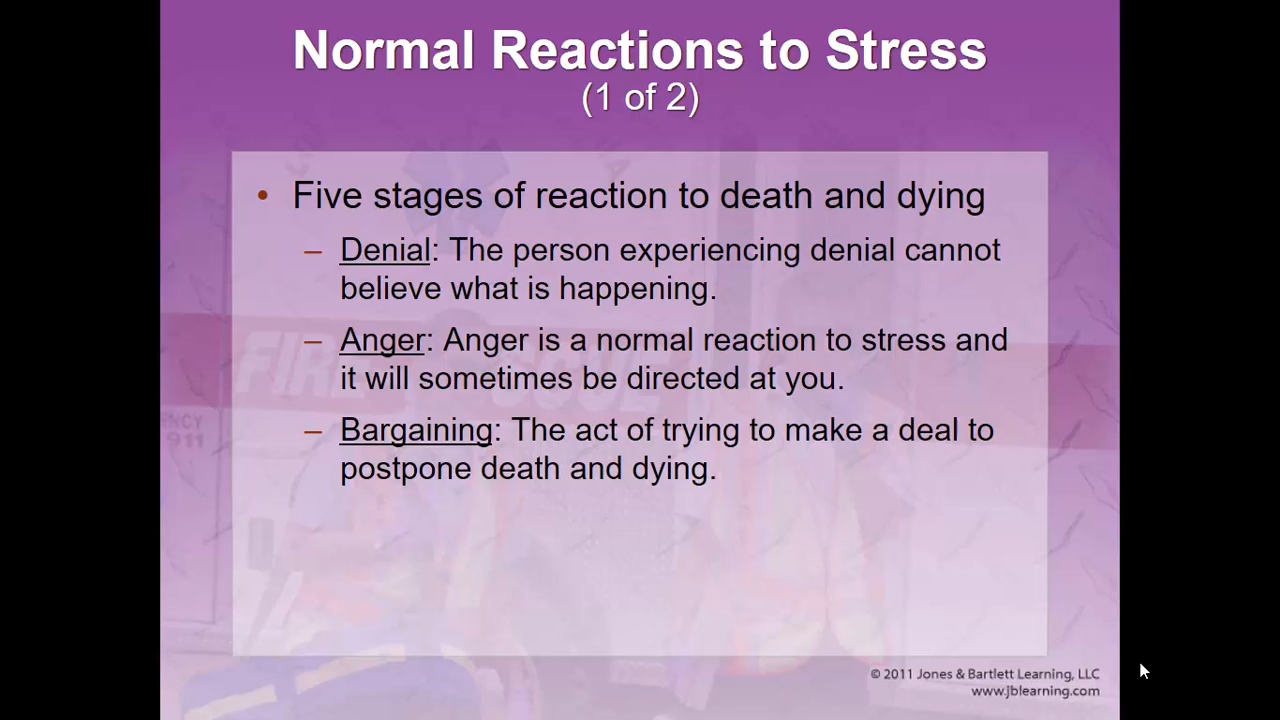 Normal Reactions to Stress
(1 of 2)
• Five stages of reaction to death and dying
– Denial: The person experiencing denial cannot
believe what is happening.
– Anger: Anger is a normal reaction to stress and
it will sometimes be directed at you.
– Bargaining: The act of trying to make a deal to
postpone death and dying.
FIRE
911
© 2011 Jones & Bartlett Learning, LLC
www.jblearning.com